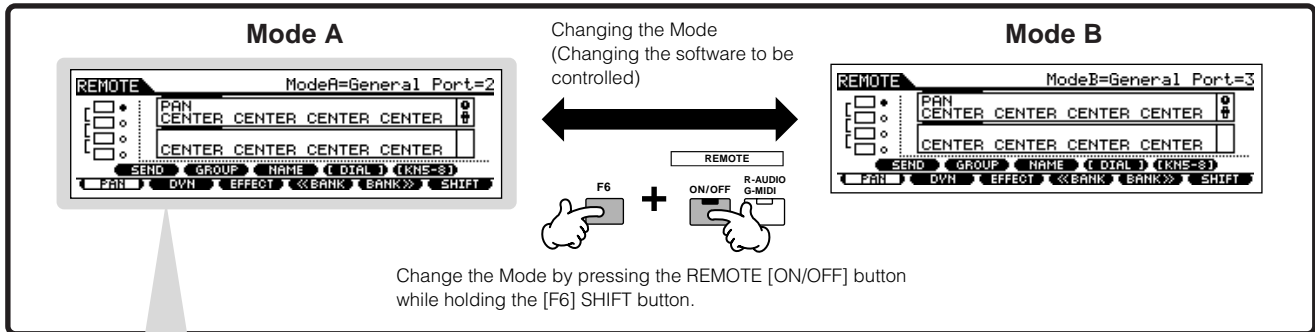 Mode A
REMOTE ModeA=General Port=2
PAN
CENTER CENTER CENTER CENTER
CENTER CENTER CENTER CENTER
SEND GROUP NAME [ DIAL ] [KN5-8]
PAN DYN EFFECT <<BANK BANK>> SHIFT
Changing the Mode
(Changing the software to be
controlled)
REMOTE
F6 + ON/OFF R-AUDIO
G-MIDI
Mode B
REMOTE ModeB=General Port=3
PAN
CENTER CENTER CENTER CENTER
CENTER CENTER CENTER CENTER
SEND GROUP NAME [ DIAL ] [KN5-8]
PAN DYN EFFECT <<BANK BANK>> SHIFT
Change the Mode by pressing the REMOTE [ON/OFF] button
while holding the [F6] SHIFT button.